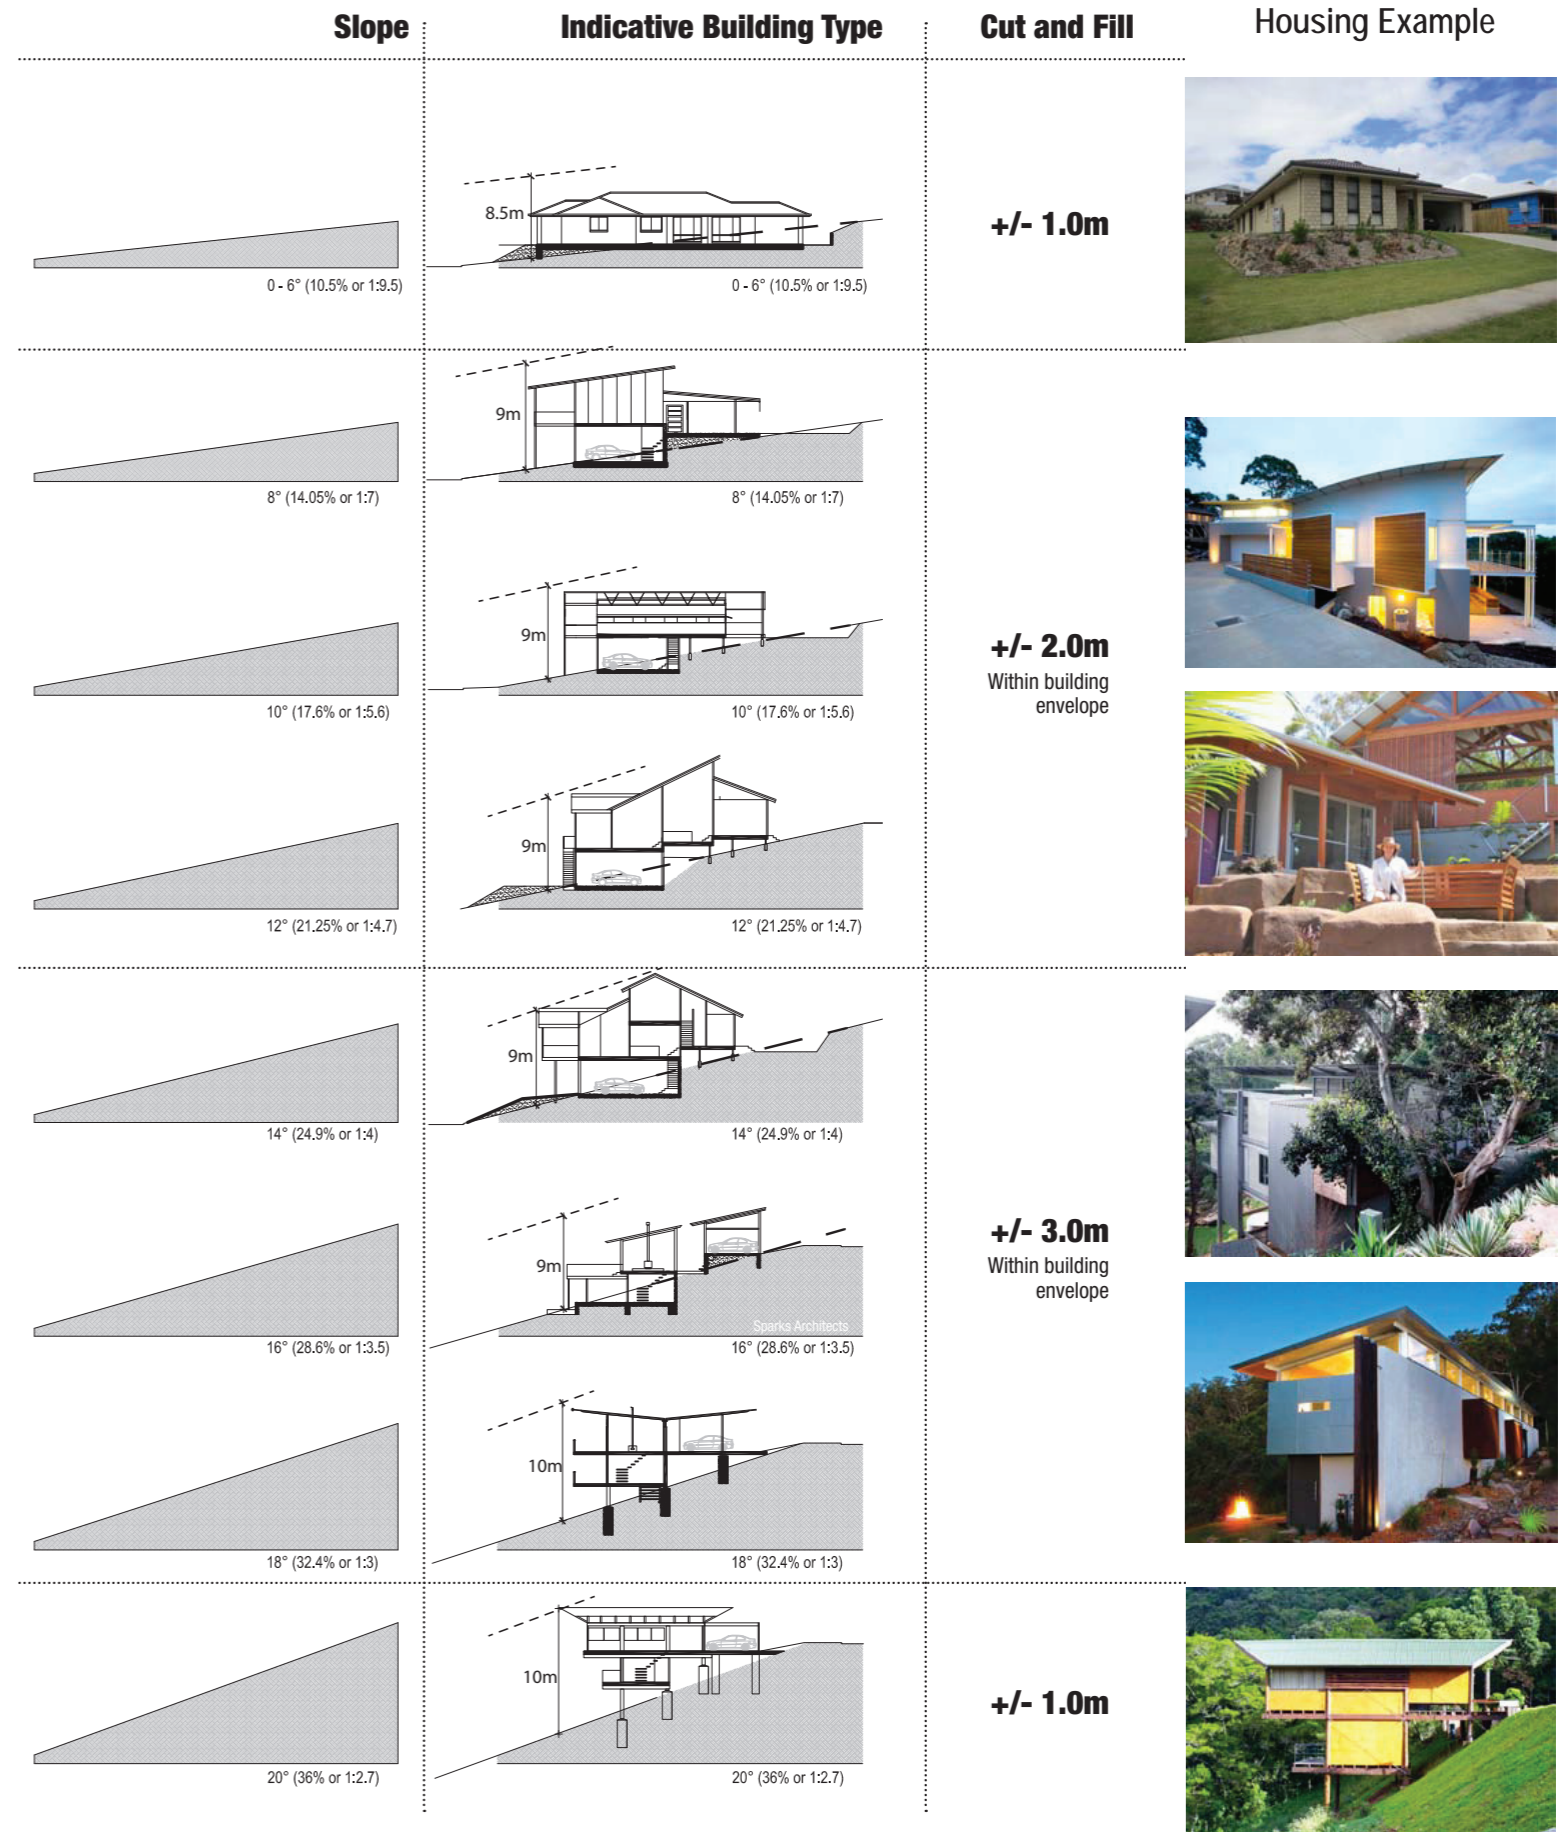 Slope
Indicative Building Type
Cut and Fill
Housing Example
8.5m
+/- 1.0m
0 - 6° (10.5% or 1:9.5)
0 - 6° (10.5% or 1:9.5)
9m
8° (14.05% or 1:7)
8° (14.05% or 1:7)
9m
+/- 2.0m
Within building
envelope
10° (17.6% or 1:5.6)
10° (17.6% or 1:5.6)
9m
12° (21.25% or 1:4.7)
12° (21.25% or 1:4.7)
9m
14° (24.9% or 1:4)
14° (24.9% or 1:4)
9m
+/- 3.0m
Within building
envelope
Sparks Architects
16° (28.6% or 1:3.5)
16° (28.6% or 1:3.5)
10m
18° (32.4% or 1:3)
18° (32.4% or 1:3)
10m
+/- 1.0m
20° (36% or 1:2.7)
20° (36% or 1:2.7)